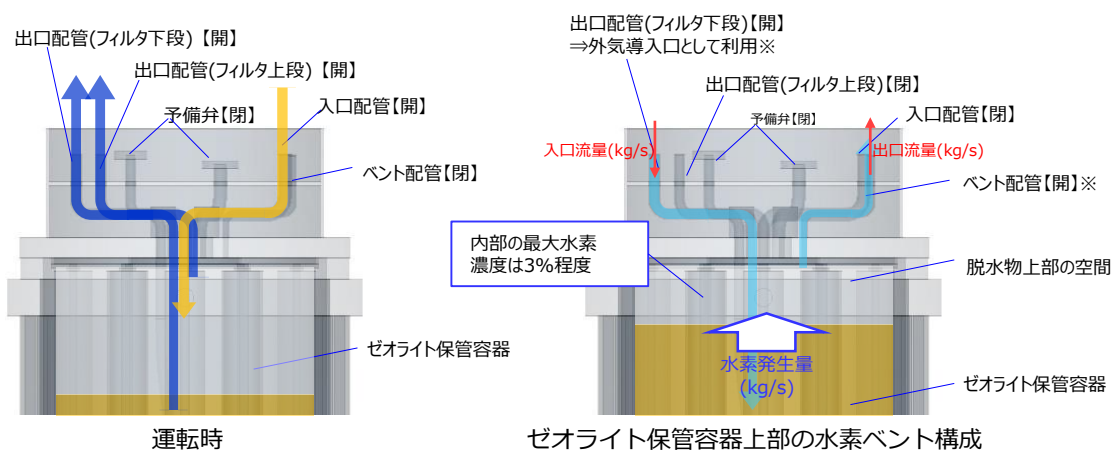 出口配管(フィルタ下段)【開】
出口配管(フィルタ上段)【開】
予備弁【閉】
入口配管【開】
ベント配管【閉】
ゼオライト保管容器
運転時
出口配管(フィルタ下段)【開】
⇒外気導入口として利用※
出口配管(フィルタ上段)【閉】
予備弁【閉】
入口配管【閉】
入口流量(kg/s)
出口流量(kg/s)
ベント配管【開】※
内部の最大水素
濃度は3%程度
脱水物上部の空間
水素発生量
(kg/s)
ゼオライト保管容器
ゼオライト保管容器上部の水素ベント構成